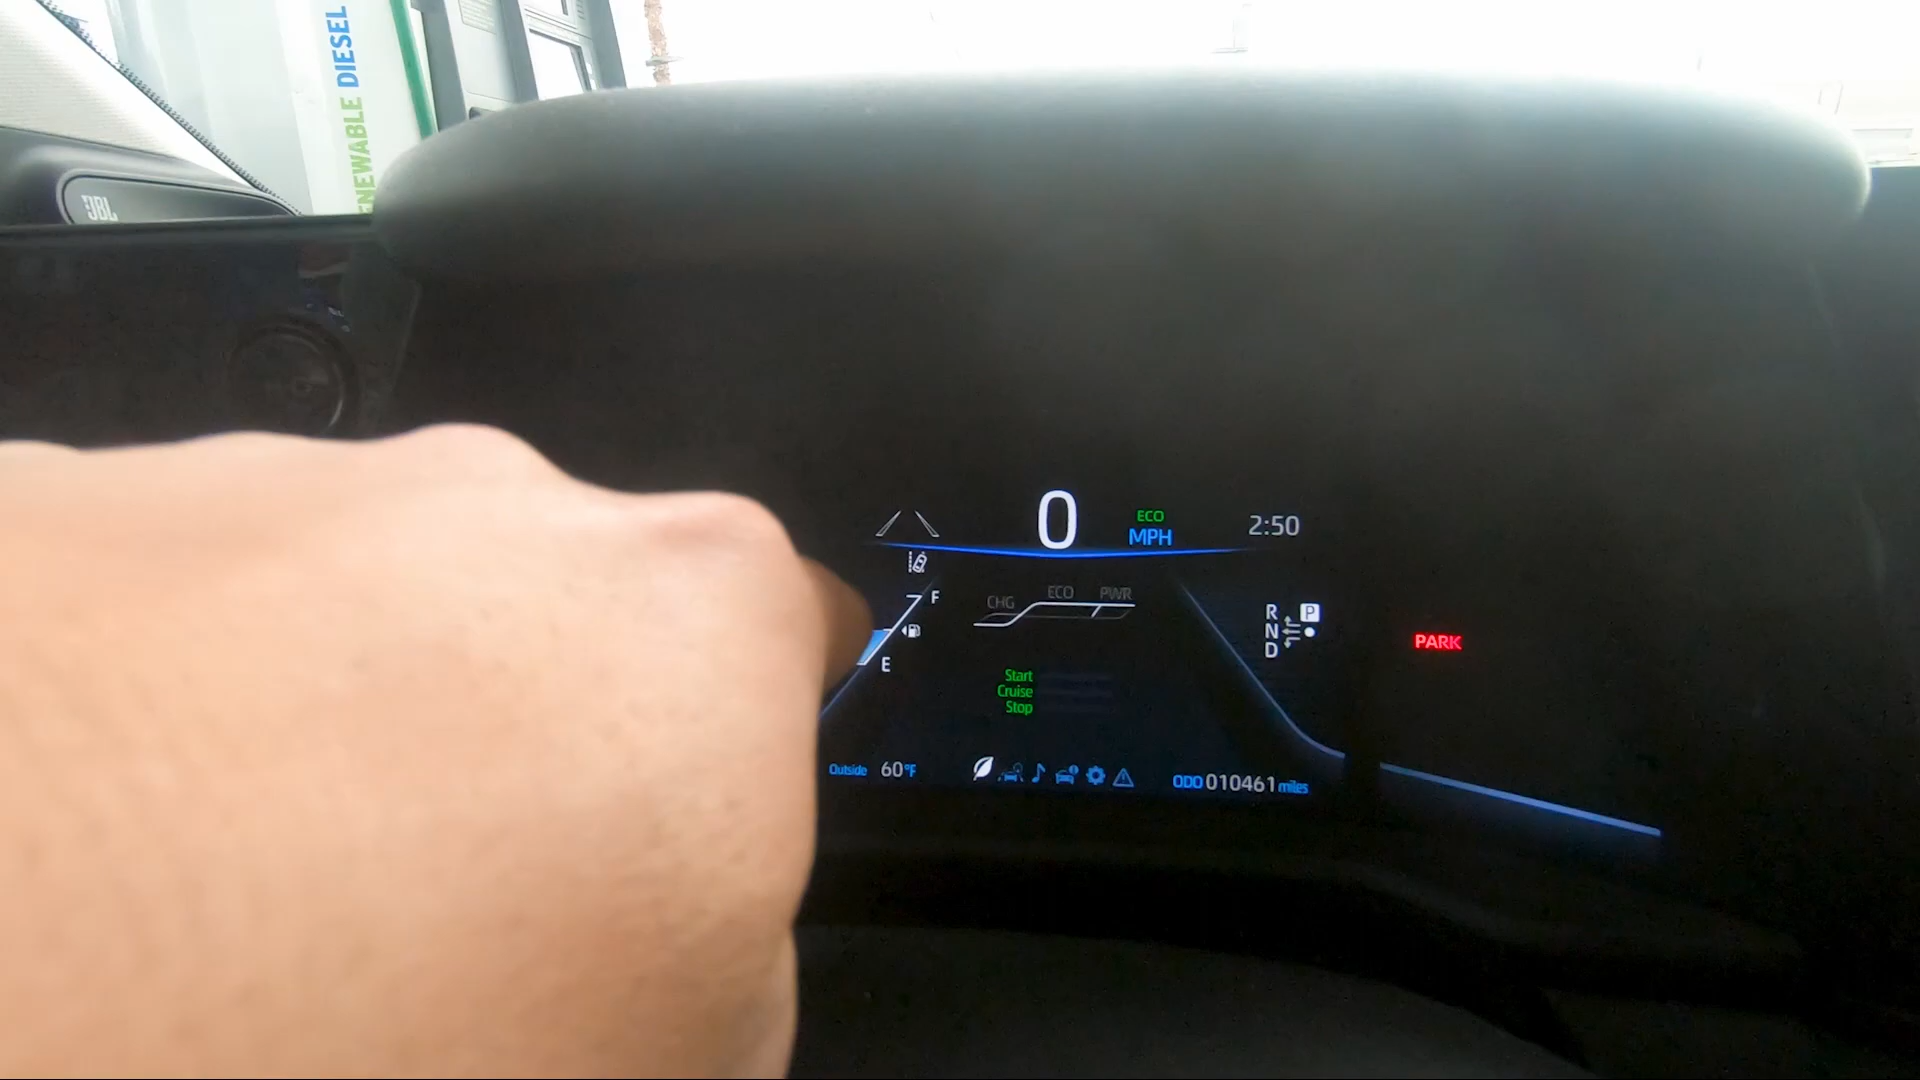 DIESEL
ENEWABLE
JBL
0
ECO
MPH
2:50
F
E
CHG
ECO
PWR
R
P
N
D
PARK
Start
Cruise
Stop
Outside 60°F
ODO 010461 miles